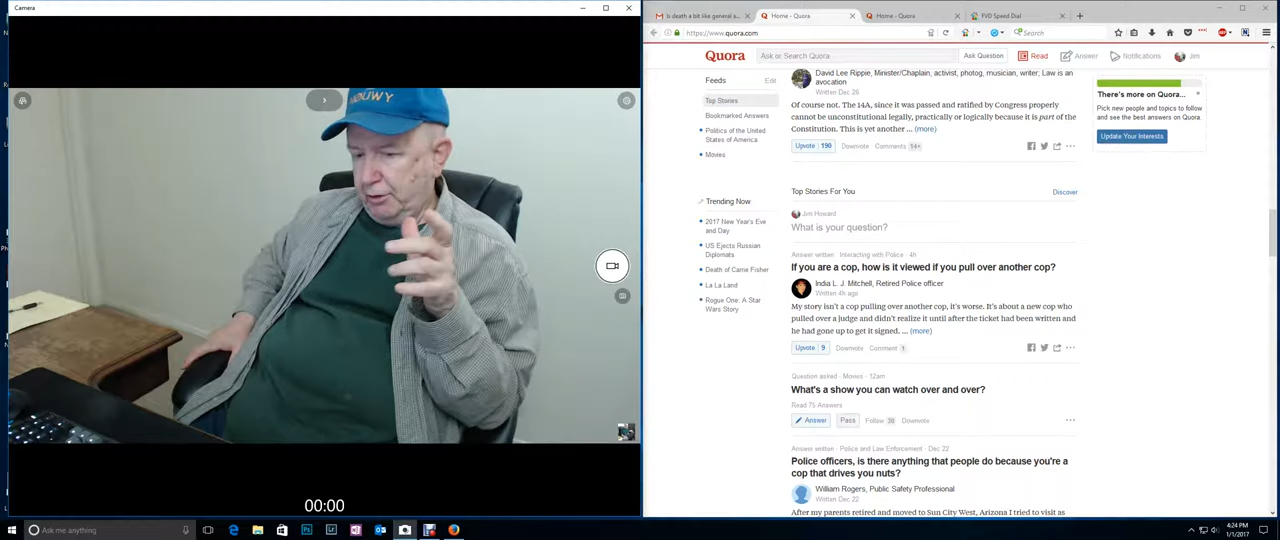 Camera
NOUWY
00:00
Is death a bit like general a...
Home - Quora
Home - Quora
FVD Speed Dial
https://www.quora.com
Search
Quora
Ask or Search Quora
Ask Question
Read
Answer
Notifications
Jim
Feeds
Edit
Top Stories
Bookmarked Answers
Politics of the United
States of America
Movies
Trending Now
2017 New Year's Eve
and Day
US Ejects Russian
Diplomats
Death of Carrie Fisher
La La Land
Rogue One: A Star
Wars Story
David Lee Rippie, Minister/Chaplain, activist, photog, musician, writer; Law is an
avocation
Written Dec 26
Of course not. The 14A, since it was passed and ratified by Congress properly
cannot be unconstitutional legally, practically or logically because it is part of the
Constitution. This is yet another ... (more)
Upvote 190 Downvote Comments 14+
Top Stories For You
Discover
Jim Howard
What is your question?
Answer written · Interacting with Police · 4h
If you are a cop, how is it viewed if you pull over another cop?
India L. J. Mitchell, Retired Police officer
Written 4h ago
My story isn't a cop pulling over another cop, it's worse. It's about a new cop who
pulled over a judge and didn't realize it until after the ticket had been written and
he had gone up to get it signed. ... (more)
Upvote 9 Downvote Comment 1
Question asked · Movies · 12am
What's a show you can watch over and over?
Read 75 Answers
Answer Pass Follow 30 Downvote
Answer written · Police and Law Enforcement · Dec 22
Police officers, is there anything that people do because you're a
cop that drives you nuts?
William Rogers, Public Safety Professional
Written Dec 22
After my parents retired and moved to Sun City West, Arizona I tried to visit as
There's more on Quora...
Pick new people and topics to follow
and see the best answers on Quora.
Update Your Interests
Ask me anything
4:24 PM
1/1/2017